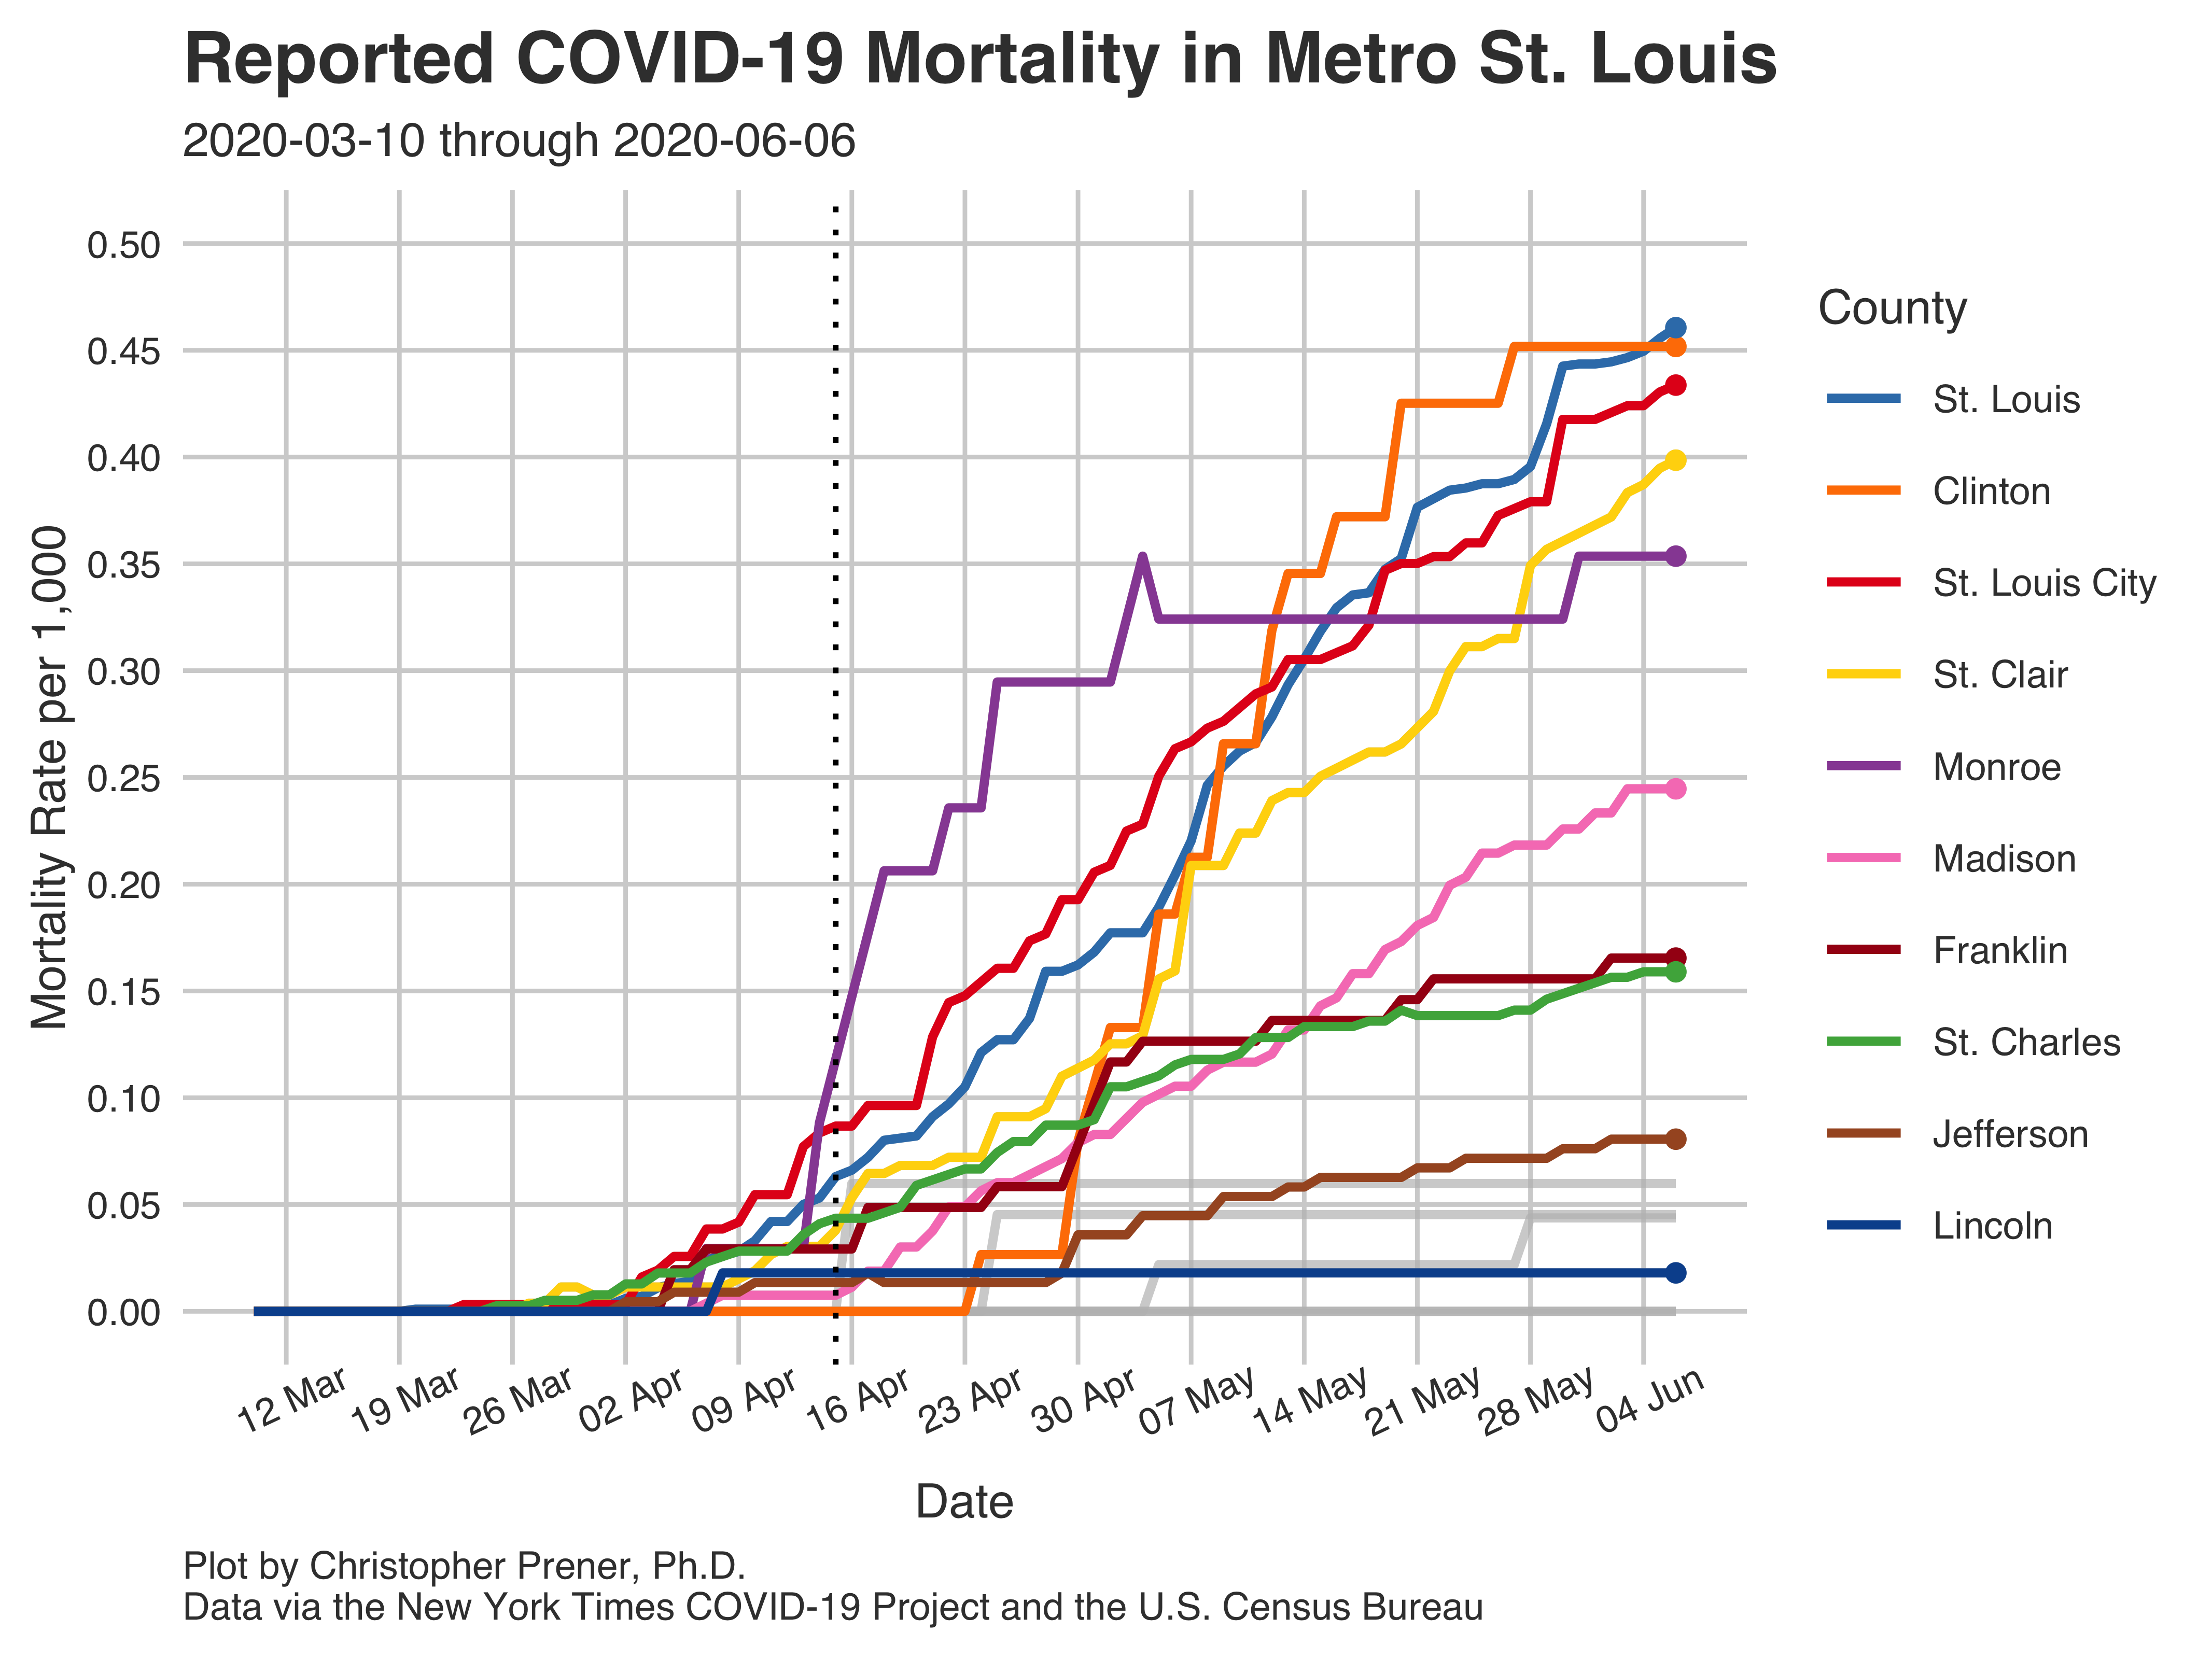 Reported COVID-19 Mortality in Metro St. Louis
2020-03-10 through 2020-06-06
Mortality Rate per 1,000
0.50
0.45
0.40
0.35
0.30
0.25
0.20
0.15
0.10
0.05
0.00
12 Mar
19 Mar
26 Mar
02 Apr
09 Apr
16 Apr
23 Apr
30 Apr
07 May
14 May
21 May
28 May
04 Jun
Date
County
St. Louis
Clinton
St. Louis City
St. Clair
Monroe
Madison
Franklin
St. Charles
Jefferson
Lincoln
Plot by Christopher Prener, Ph.D.
Data via the New York Times COVID-19 Project and the U.S. Census Bureau